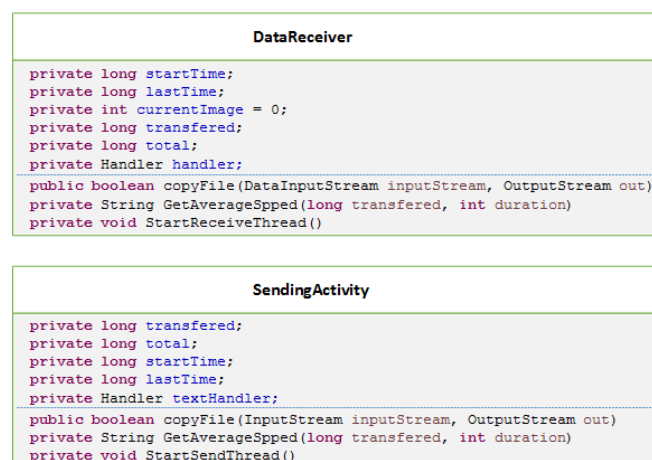 DataReceiver
private long startTime;
private long lastTime;
private int currentImage = 0;
private long transfered;
private long total;
private Handler handler;
public boolean copyFile(DataInputStream inputStream, OutputStream out)
private String GetAverageSpped(long transfered, int duration)
private void StartReceiveThread()
SendingActivity
private long transfered;
private long total;
private long startTime;
private long lastTime;
private Handler textHandler;
public boolean copyFile(InputStream inputStream, OutputStream out)
private String GetAverageSpped(long transfered, int duration)
private void StartSendThread()